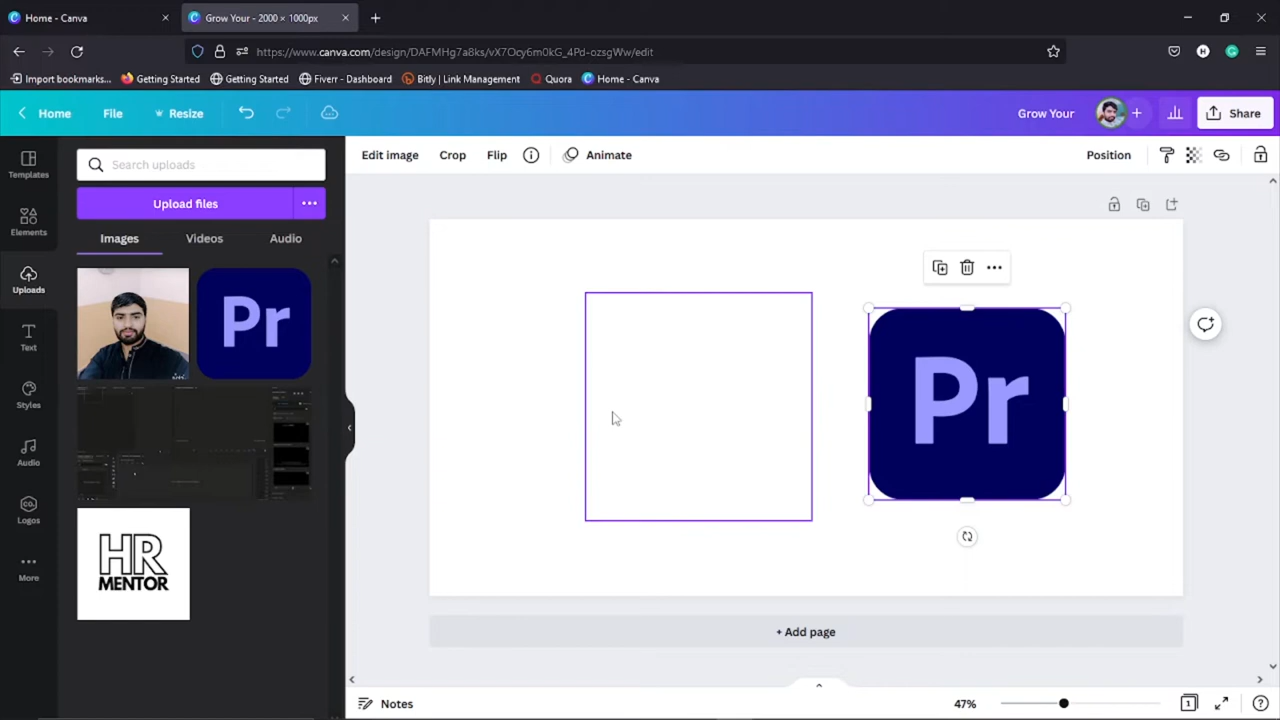 Home - Canva
Grow Your - 2000 × 1000px
https://www.canva.com/design/DAFMHg7a8ks/vX7Ocy6m0kG_4Pd-ozsgWw/edit
Import bookmarks...
Getting Started
Getting Started
Fiverr - Dashboard
Bitly | Link Management
Quora
Home - Canva
Home
File
Resize
Grow Your
Share
Templates
Elements
Uploads
Text
Styles
Audio
Logos
More
Search uploads
Upload files
Images
Videos
Audio
Pr
HR
MENTOR
Edit image
Crop
Flip
Animate
Position
Pr
+ Add page
Notes
47%
1